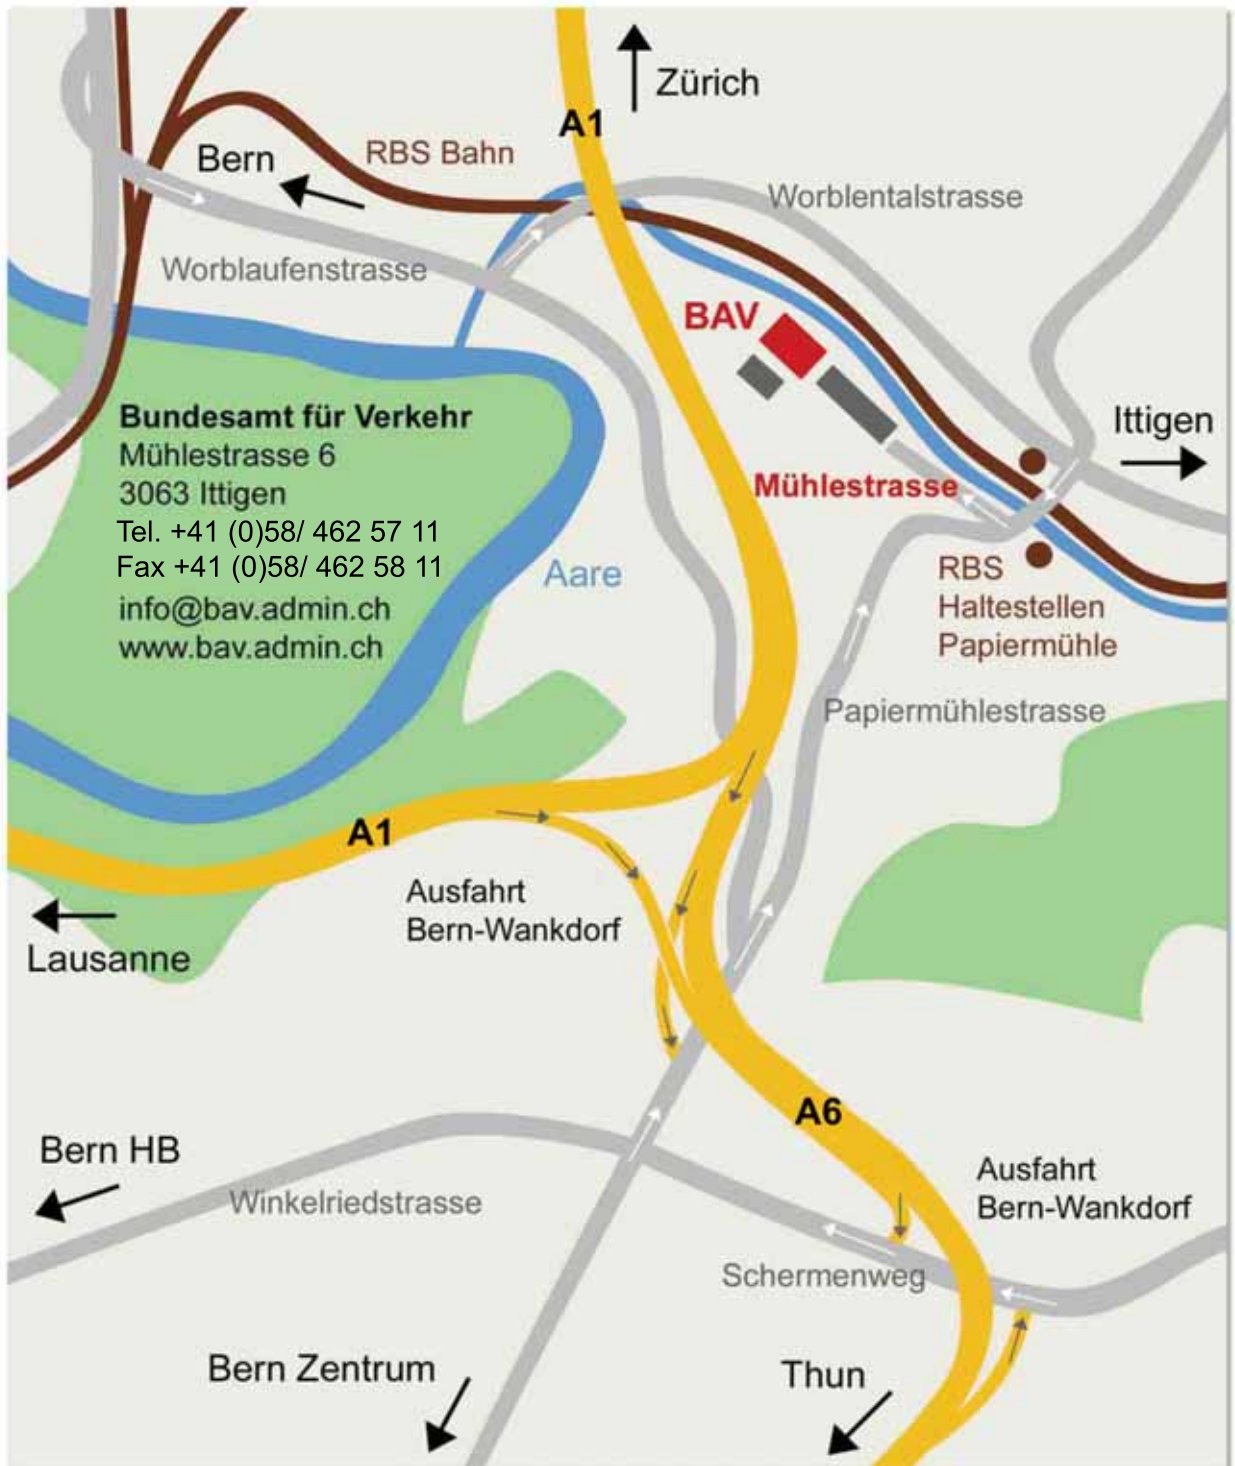 Zürich
A1
Bern
RBS Bahn
Worblentalstrasse
Worblaufenstrasse
BAV
Bundesamt für Verkehr
Mühlestrasse 6
3063 Ittigen
Tel. +41 (0)58/ 462 57 11
Fax +41 (0)58/ 462 58 11
info@bav.admin.ch
www.bav.admin.ch
Ittigen
Mühlestrasse
Aare
RBS
Haltestellen
Papiermühle
Papiermühlestrasse
A1
Ausfahrt
Bern-Wankdorf
Lausanne
A6
Bern HB
Winkelriedstrasse
Ausfahrt
Bern-Wankdorf
Schermenweg
Bern Zentrum
Thun